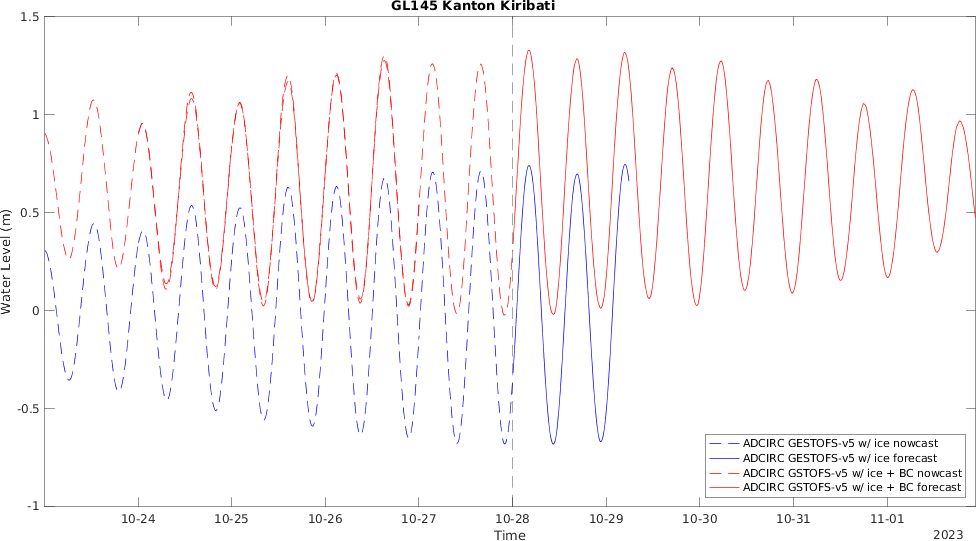 GL145 Kanton Kiribati
1.5
1
0.5
0
-0.5
-1
Water Level (m)
ADCIRC GESTOFS-v5 w/ ice nowcast
ADCIRC GESTOFS-v5 w/ ice forecast
ADCIRC GSTOFS-v5 w/ ice + BC nowcast
ADCIRC GSTOFS-v5 w/ ice + BC forecast
10-24 10-25 10-26 10-27 10-28 10-29 10-30 10-31 11-01
Time
2023